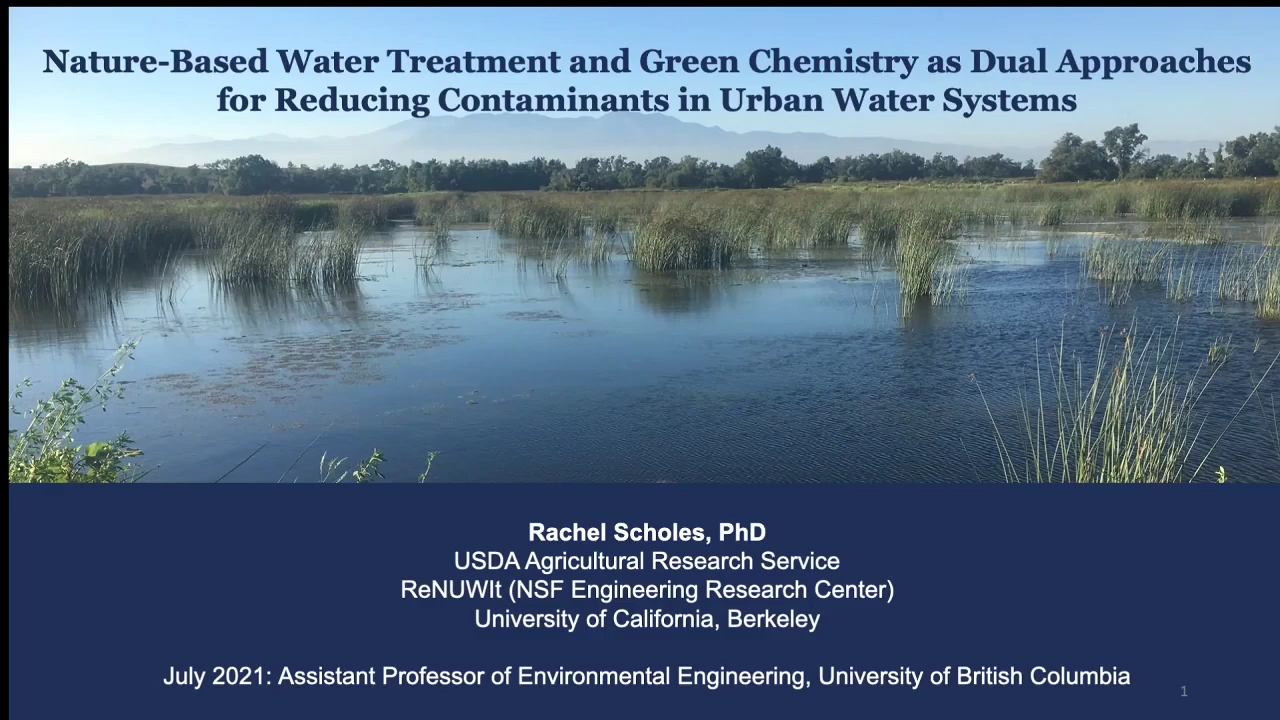 Nature-Based Water Treatment and Green Chemistry as Dual Approaches
for Reducing Contaminants in Urban Water Systems
Rachel Scholes, PhD
USDA Agricultural Research Service
ReNUWIt (NSF Engineering Research Center)
University of California, Berkeley
July 2021: Assistant Professor of Environmental Engineering, University of British Columbia
1